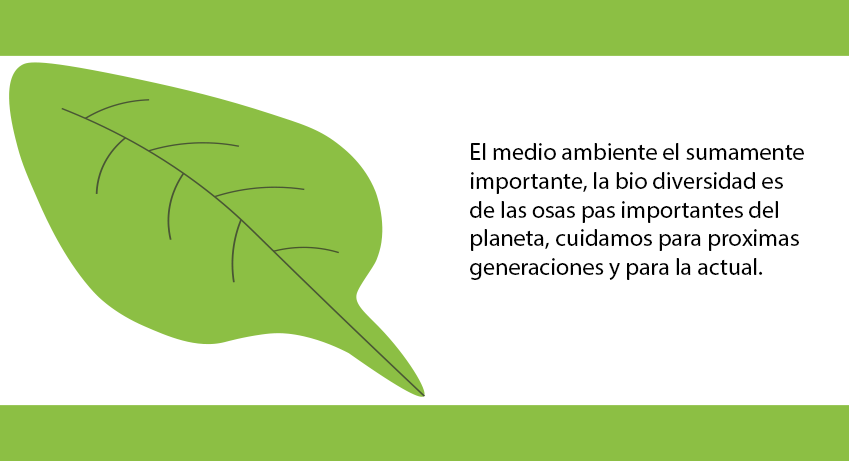 El medio ambiente el sumamente
importante, la bio diversidad es
de las osas pas importantes del
planeta, cuidamos para proximas
generaciones y para la actual.